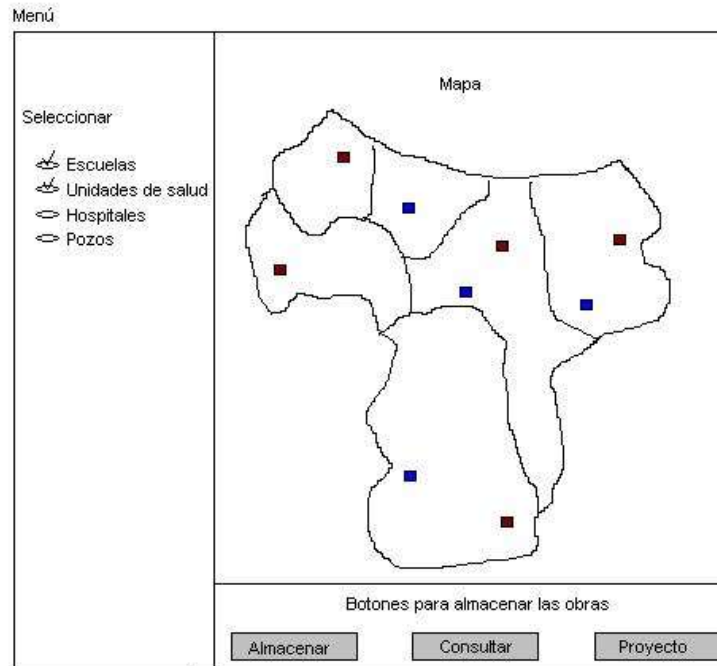 Menú
Mapa
Seleccionar
Escuelas
Unidades de salud
Hospitales
Pozos
Botones para almacenar las obras
Almacenar
Consultar
Proyecto